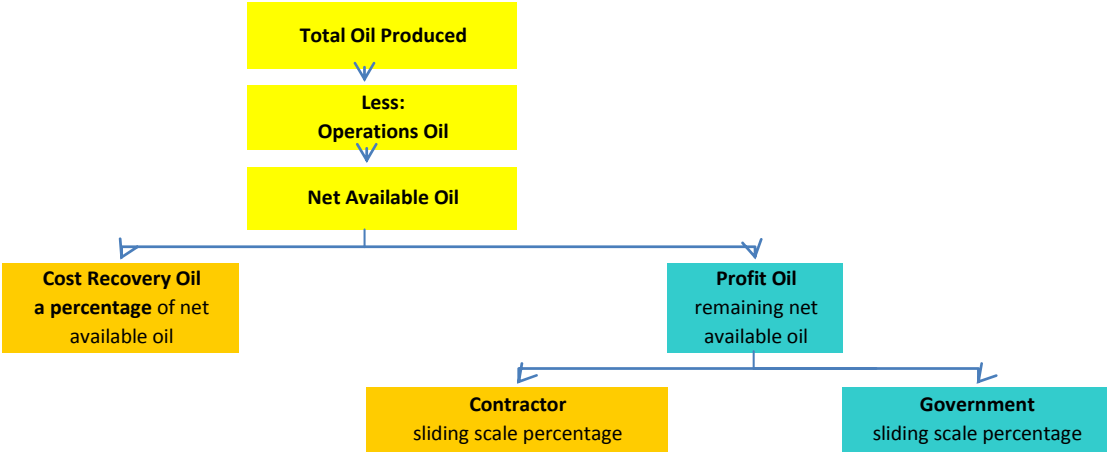 Total Oil Produced
Less:
Operations Oil
Net Available Oil
Cost Recovery Oil
a percentage of net
available oil
Profit Oil
remaining net
available oil
Contractor
sliding scale percentage
Government
sliding scale percentage